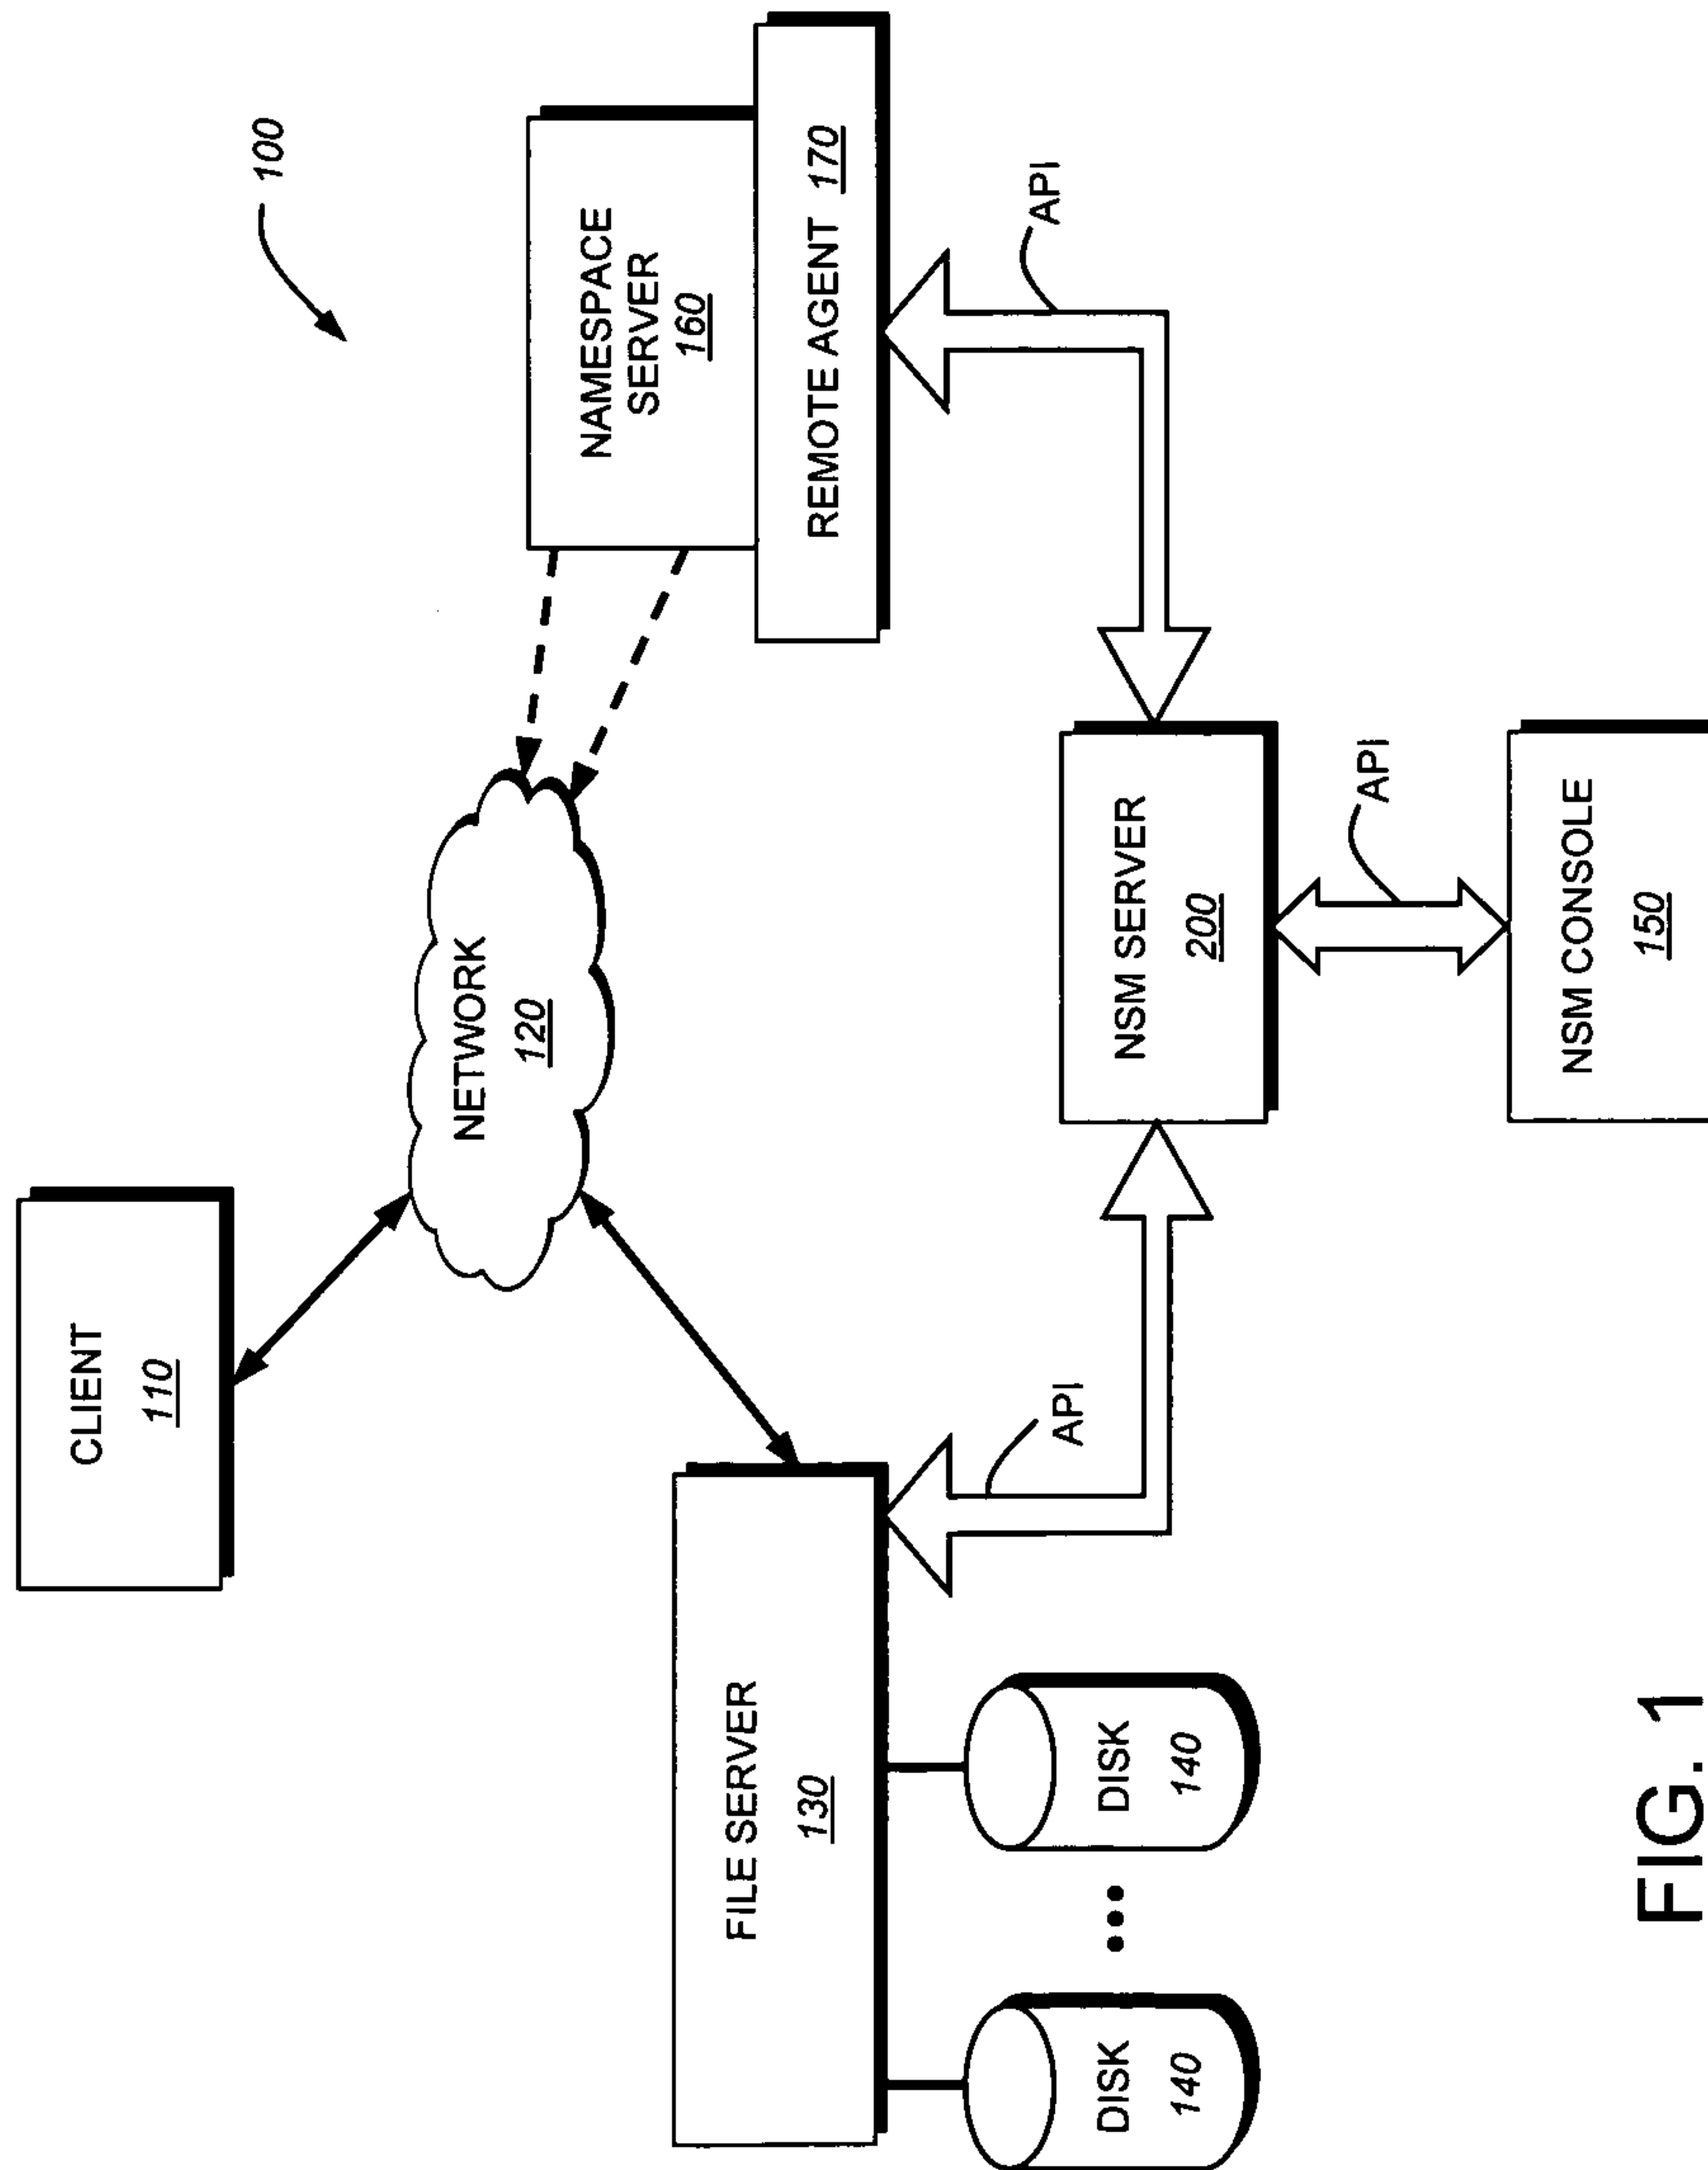 100
CLIENT
110
NETWORK
120
NAMESPACE
SERVER
160
REMOTE AGENT 170
FILE SERVER
130
API
API
DISK
140
DISK
140
NSM SERVER
200
API
NSM CONSOLE
150
FIG. 1